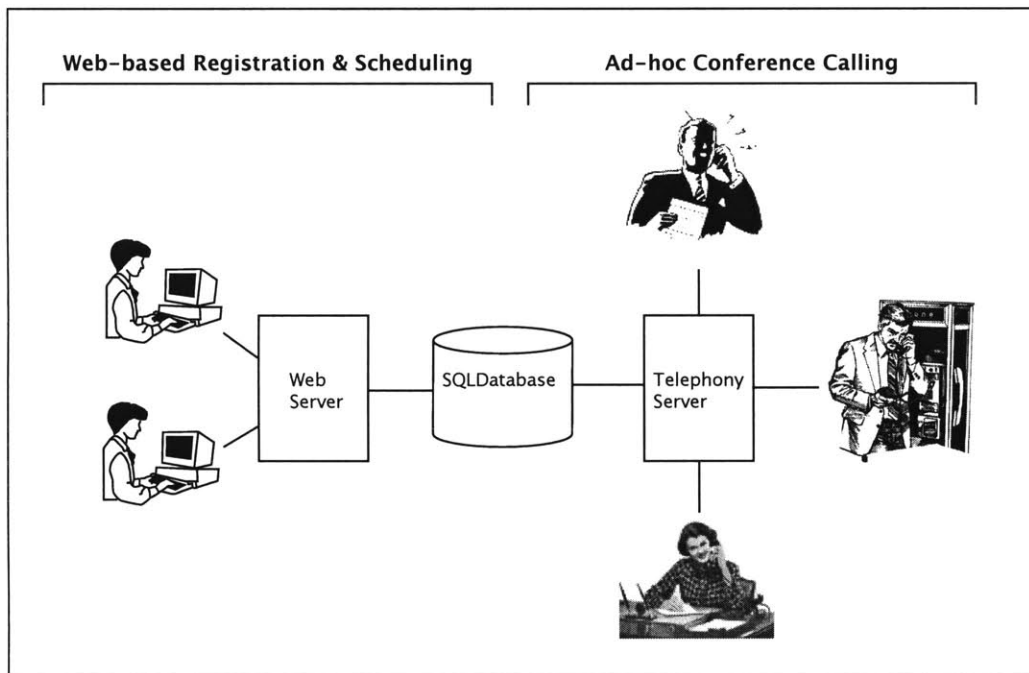 Web-based Registration & Scheduling
Ad-hoc Conference Calling
Web
Server
SQLDatabase
Telephony
Server